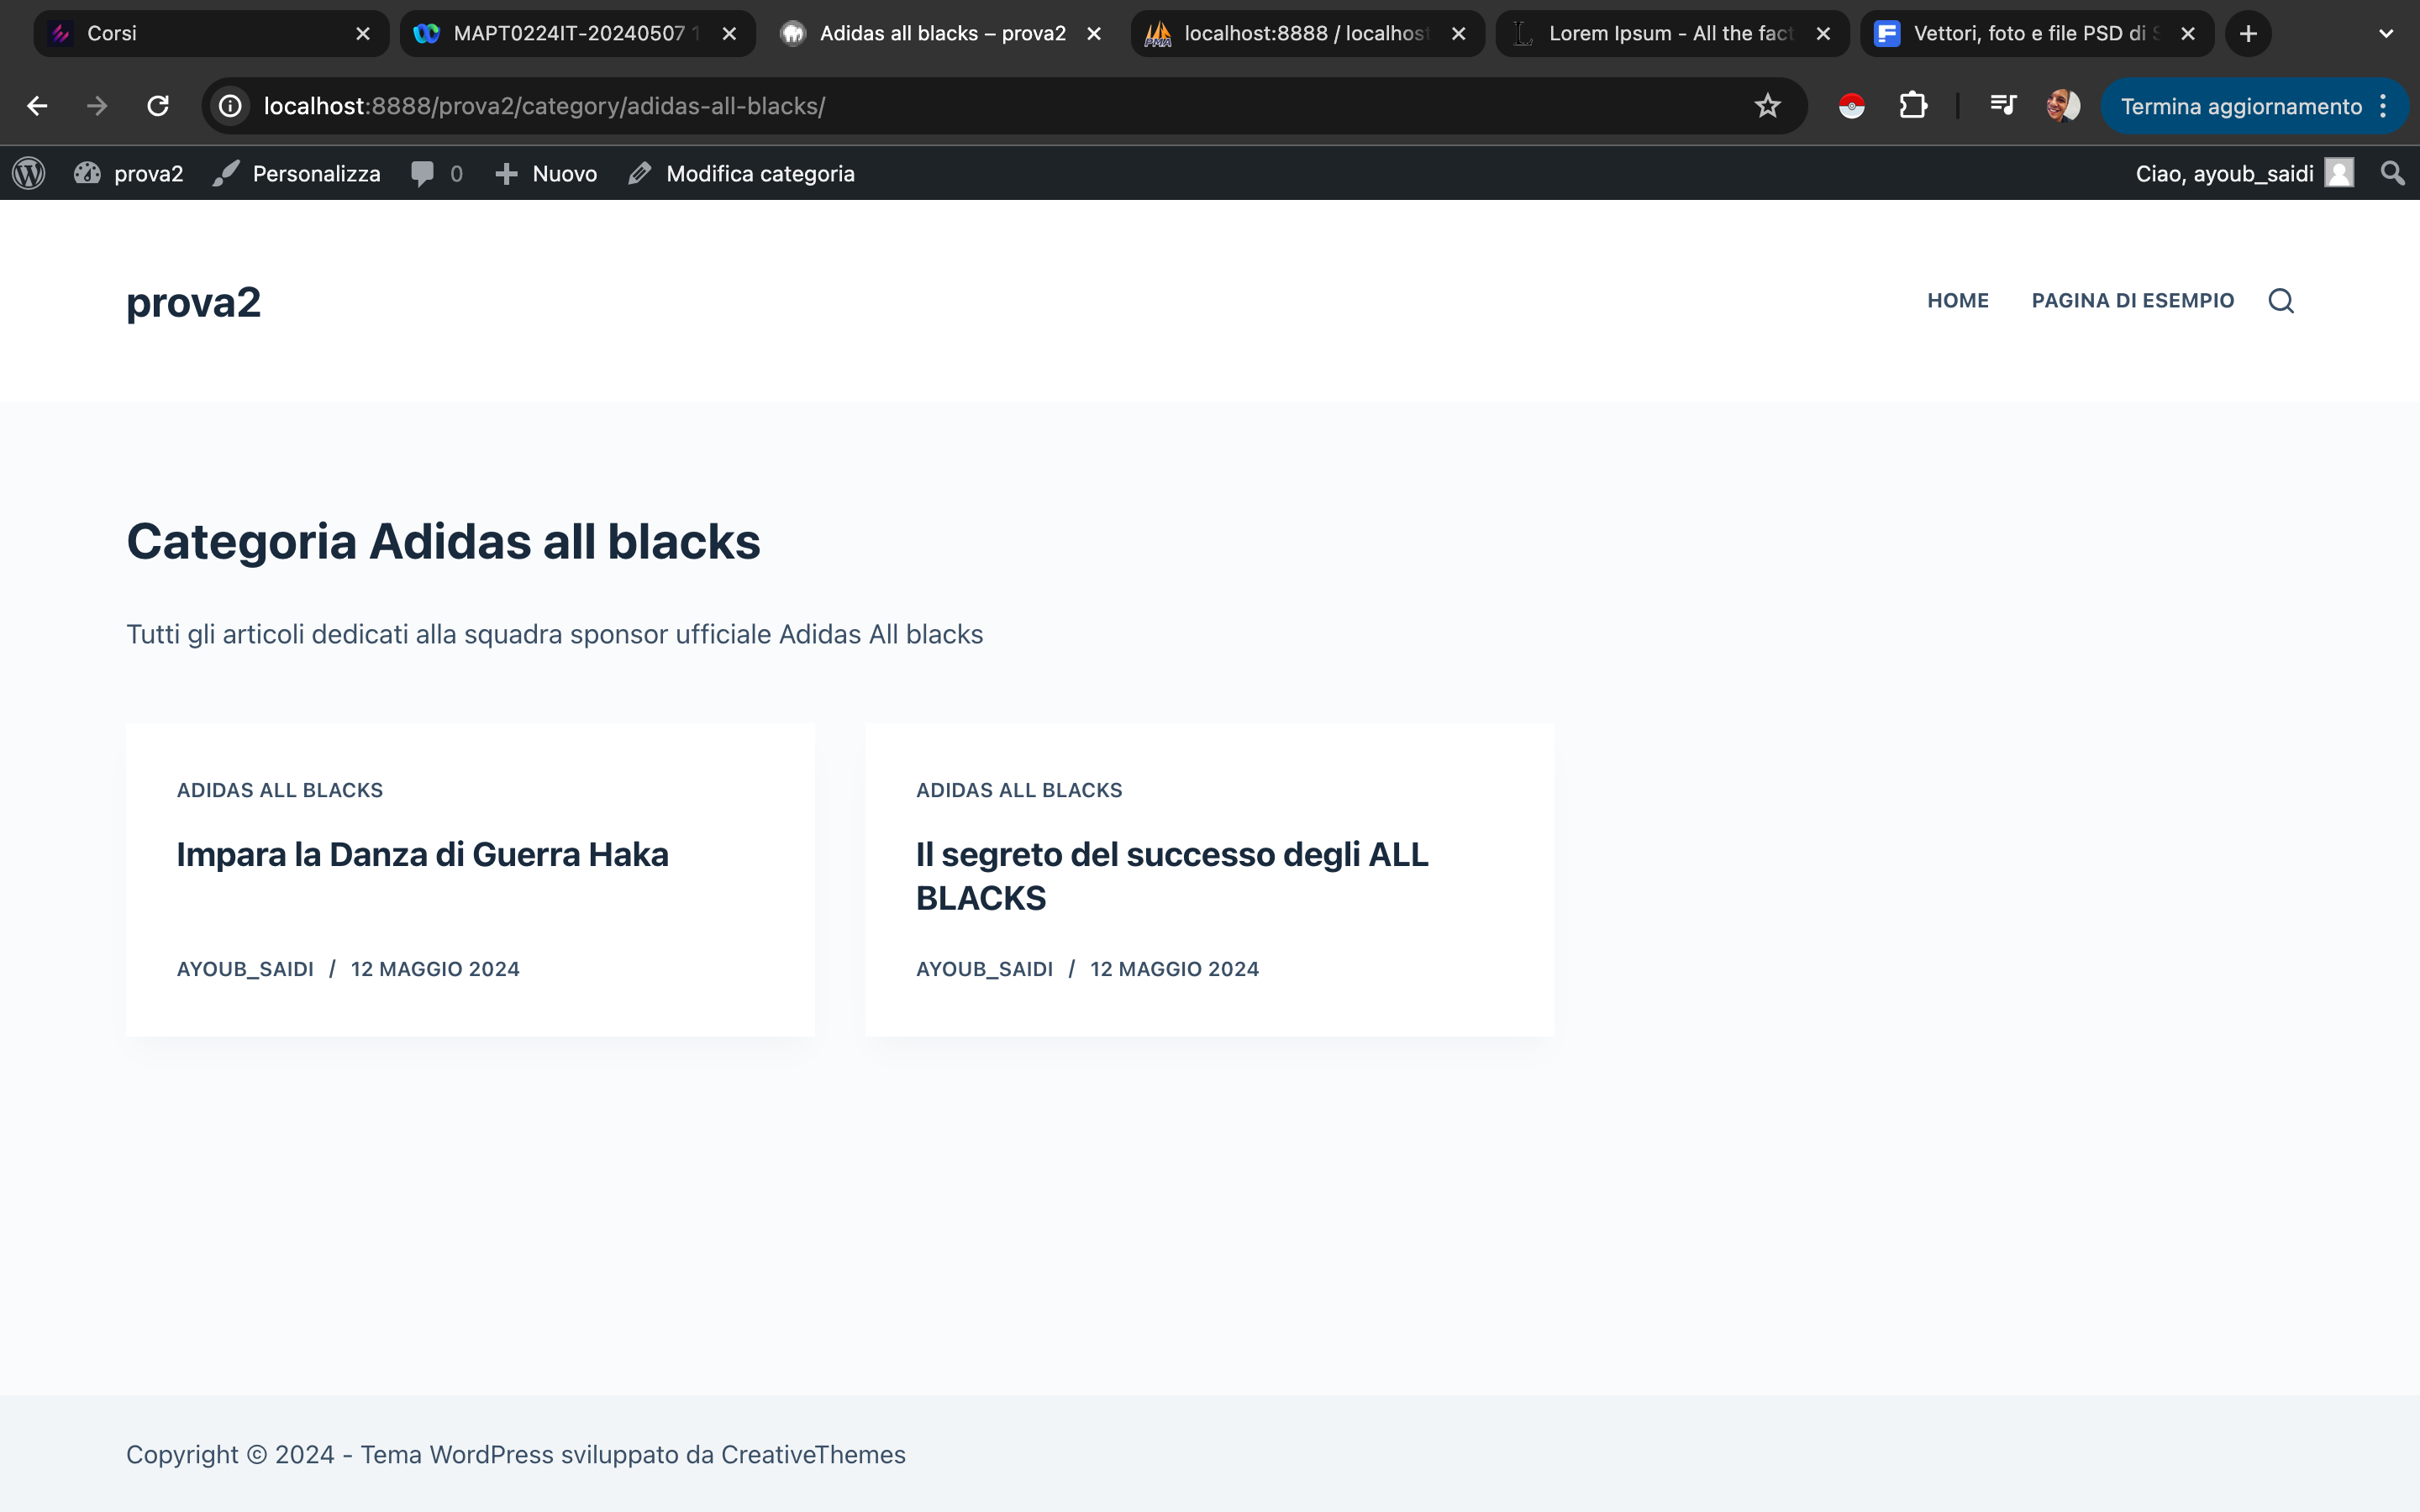 Corsi
MAPT0224IT-20240507 1
Adidas all blacks – prova2
localhost:8888 / localhost
Lorem Ipsum - All the fact
Vettori, foto e file PSD di S
localhost:8888/prova2/category/adidas-all-blacks/
Termina aggiornamento
prova2
Personalizza
0
Nuovo
Modifica categoria
Ciao, ayoub_saidi
prova2
HOME
PAGINA DI ESEMPIO
Categoria Adidas all blacks
Tutti gli articoli dedicati alla squadra sponsor ufficiale Adidas All blacks
ADIDAS ALL BLACKS
Impara la Danza di Guerra Haka
AYOUB_SAIDI / 12 MAGGIO 2024
ADIDAS ALL BLACKS
Il segreto del successo degli ALL
BLACKS
AYOUB_SAIDI / 12 MAGGIO 2024
Copyright © 2024 - Tema WordPress sviluppato da CreativeThemes